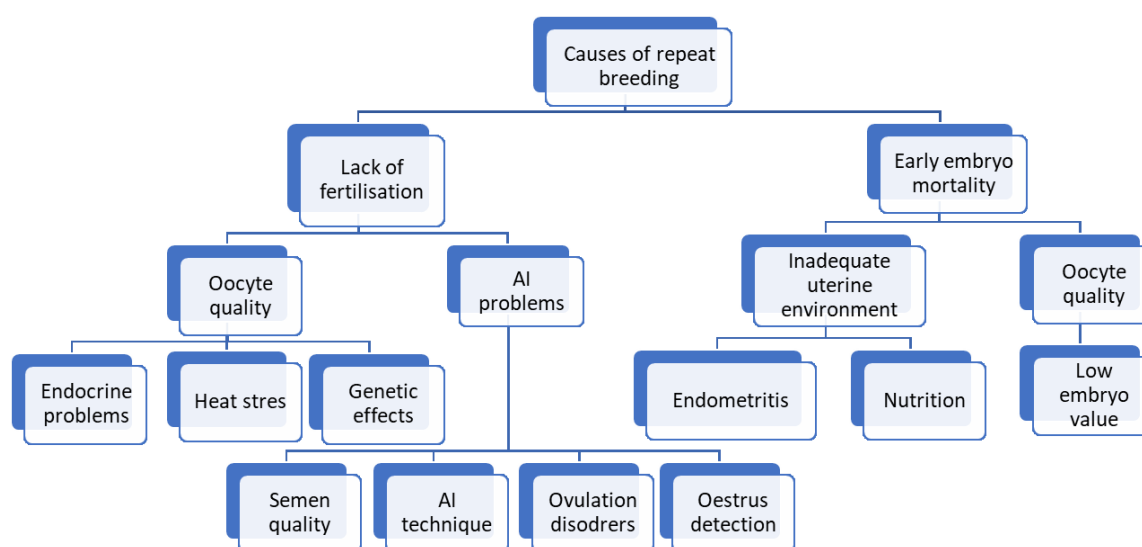 Causes of repeat
breeding
Lack of
fertilisation
Early embryo
mortality
Oocyte
quality
AI
problems
Inadequate
uterine
environment
Oocyte
quality
Endocrine
problems
Heat stres
Genetic
effects
Endometritis
Nutrition
Low
embryo
value
Semen
quality
AI
technique
Ovulation
disodrers
Oestrus
detection